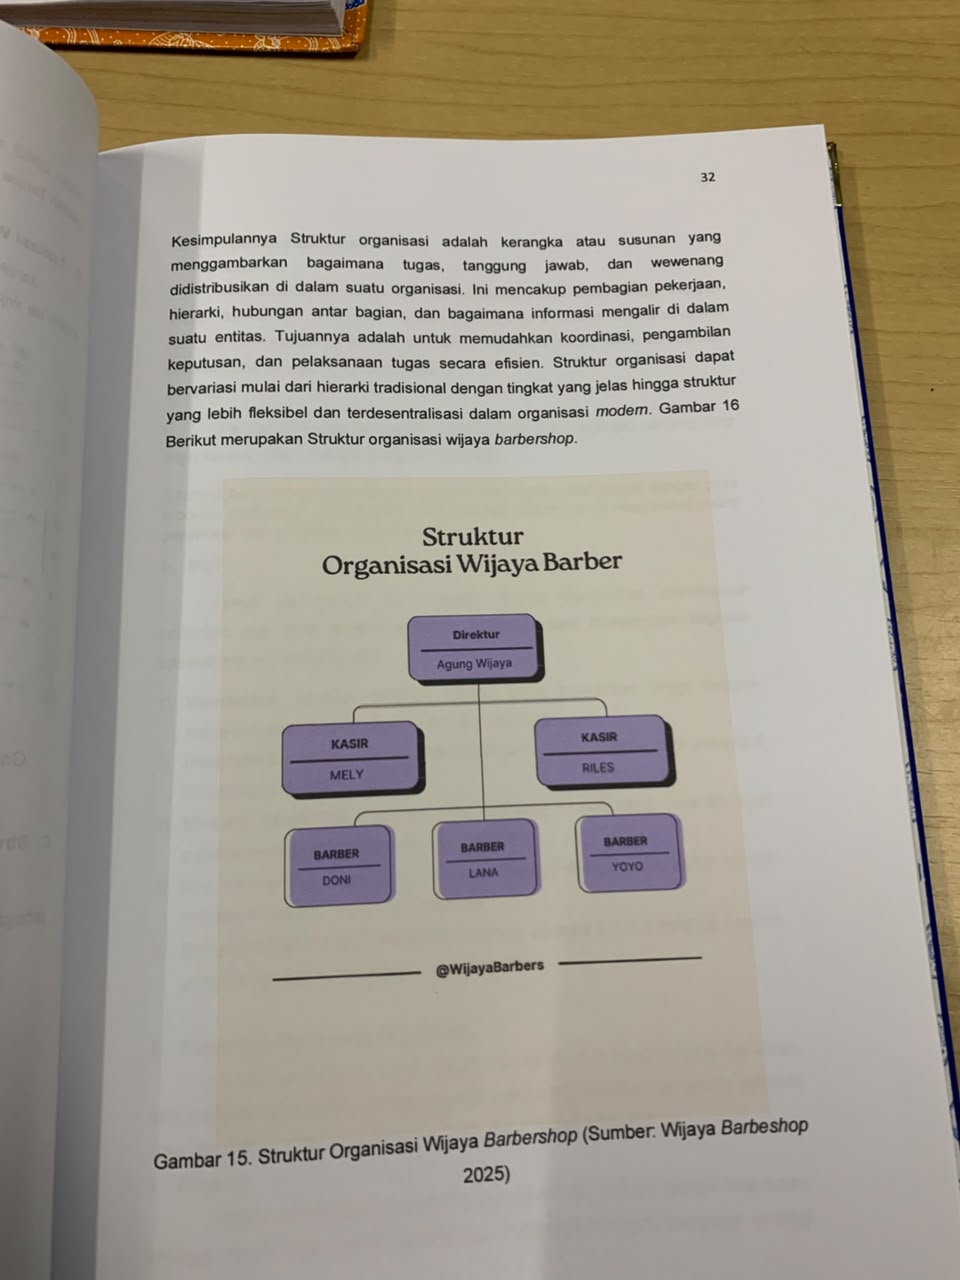 32
Kesimpulannya Struktur organisasi adalah kerangka atau susunan yang
menggambarkan bagaimana tugas, tanggung jawab, dan wewenang
didistribusikan di dalam suatu organisasi. Ini mencakup pembagian pekerjaan,
hierarki, hubungan antar bagian, dan bagaimana informasi mengalir di dalam
suatu entitas. Tujuannya adalah untuk memudahkan koordinasi, pengambilan
keputusan, dan pelaksanaan tugas secara efisien. Struktur organisasi dapat
bervariasi mulai dari hierarki tradisional dengan tingkat yang jelas hingga struktur
yang lebih fleksibel dan terdesentralisasi dalam organisasi modern. Gambar 16
Berikut merupakan Struktur organisasi wijaya barbershop.
Struktur
Organisasi Wijaya Barber
Direktur
Agung Wijaya
KASIR
MELY
KASIR
RILES
BARBER
DONI
BARBER
LANA
BARBER
YOYO
@WijayaBarbers
Gambar 15. Struktur Organisasi Wijaya Barbershop (Sumber: Wijaya Barbeshop
2025)